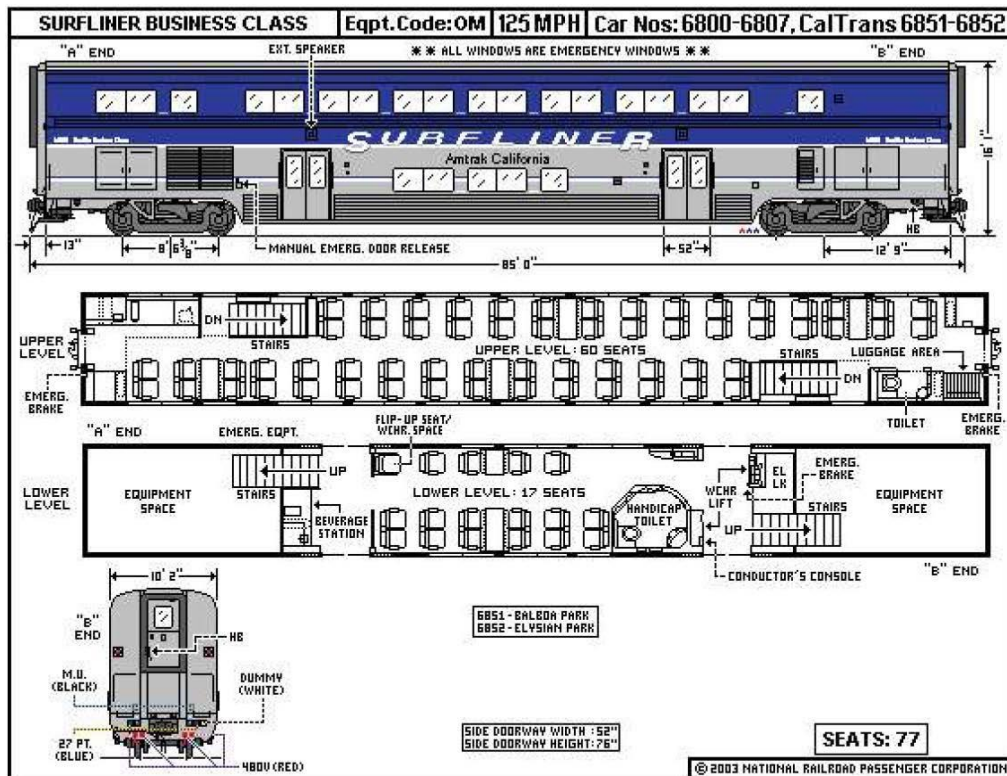 SURFLINER BUSINESS CLASS
Eqpt.Code:OM
125 MPH
Car Nos:6800-6807, CalTrans 6851-6852
"A" END
EXT. SPEAKER
** ALL WINDOWS ARE EMERGENCY WINDOWS **
"B" END
SURFLINER
Amtrak California
16' 1"
13"
8' 6⅜"
MANUAL EMERG. DOOR RELEASE
52"
HB
12' 9"
85' 0"
UPPER
LEVEL
DN
STAIRS
UPPER LEVEL: 60 SEATS
STAIRS
LUGGAGE AREA
DN
EMERG.
BRAKE
TOILET
EMERG.
BRAKE
"A" END
EMERG. EQPT.
FLIP-UP SEAT/
WCHR. SPACE
LOWER
LEVEL
EQUIPMENT
SPACE
UP
STAIRS
BEVERAGE
STATION
LOWER LEVEL: 17 SEATS
HANDICAP
TOILET
WCHR
LIFT
EL
LK
EMERG.
BRAKE
STAIRS
UP
EQUIPMENT
SPACE
CONDUCTOR'S CONSOLE
"B" END
10' 2"
"B"
END
HB
M.U.
(BLACK)
DUMMY
(WHITE)
27 PT.
(BLUE)
480V (RED)
6851-BALBOA PARK
6852-ELYSIAN PARK
SIDE DOORWAY WIDTH :52"
SIDE DOORWAY HEIGHT:76"
SEATS: 77
© 2003 NATIONAL RAILROAD PASSENGER CORPORATION